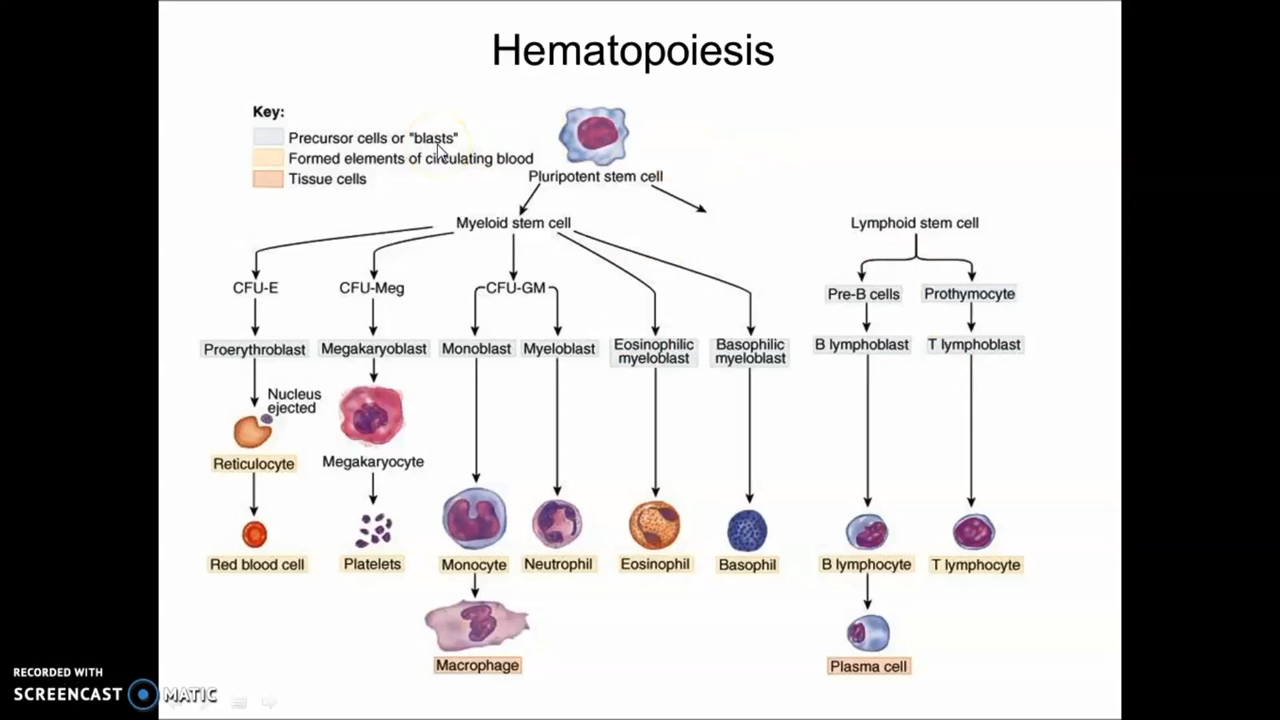 Hematopoiesis
Key:
Precursor cells or "blasts"
Formed elements of circulating blood
Tissue cells
Pluripotent stem cell
Myeloid stem cell
Lymphoid stem cell
CFU-E
CFU-Meg
CFU-GM
Pre-B cells
Prothymocyte
Proerythroblast
Megakaryoblast
Monoblast
Myeloblast
Eosinophilic
myeloblast
Basophilic
myeloblast
B lymphoblast
T lymphoblast
Nucleus
ejected
Reticulocyte
Megakaryocyte
Red blood cell
Platelets
Monocyte
Neutrophil
Eosinophil
Basophil
B lymphocyte
T lymphocyte
Macrophage
Plasma cell
RECORDED WITH
SCREENCAST MATIC